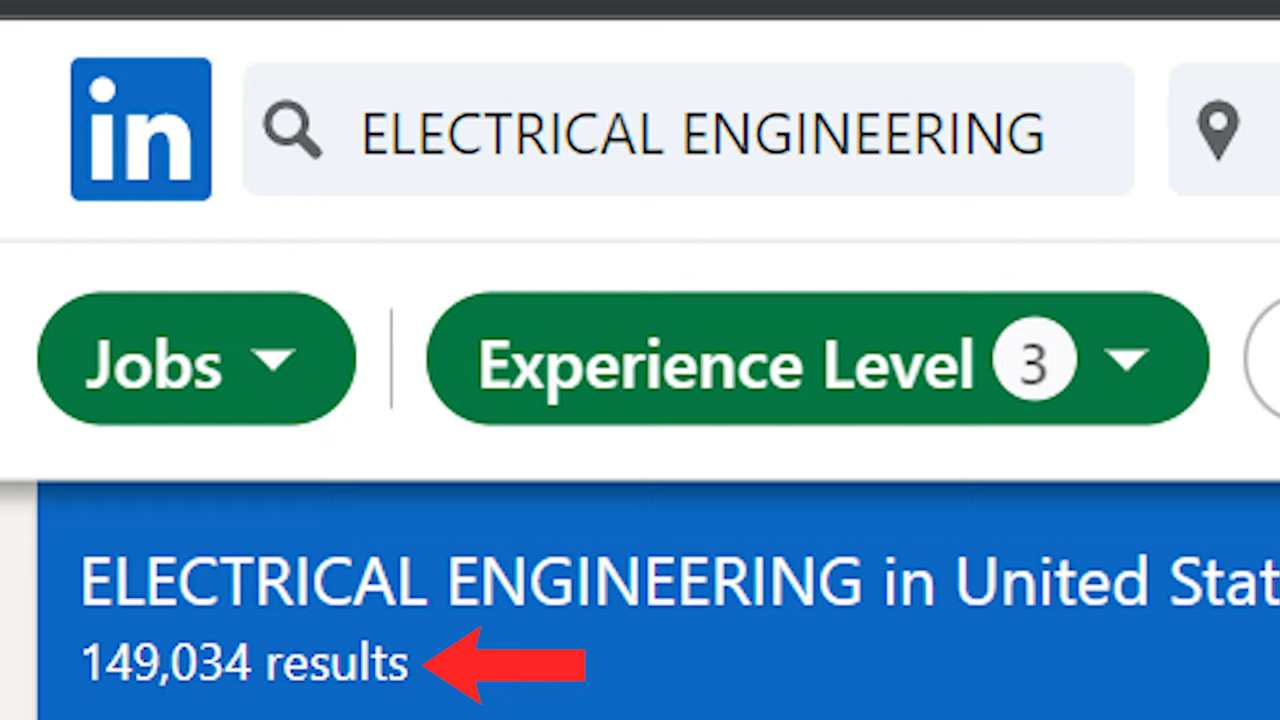 in
ELECTRICAL ENGINEERING
Jobs
Experience Level 3
ELECTRICAL ENGINEERING in United Stat
149,034 results